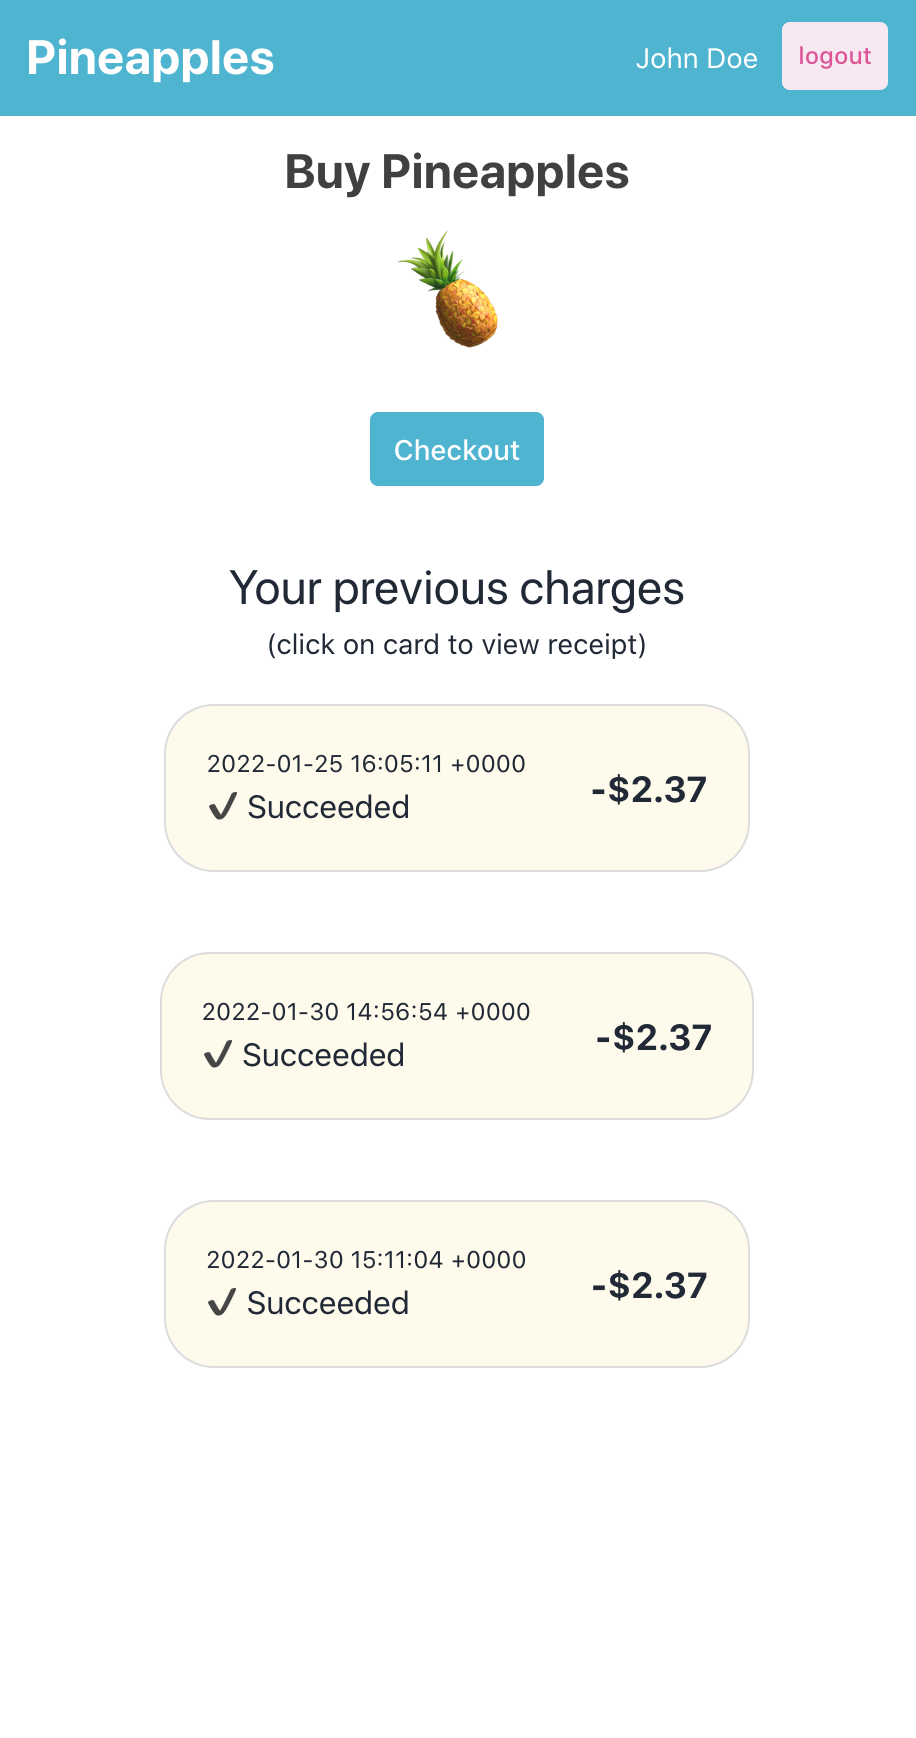 Pineapples
John Doe
logout
Buy Pineapples
Checkout
Your previous charges
(click on card to view receipt)
2022-01-25 16:05:11 +0000
✔ Succeeded
-$2.37
2022-01-30 14:56:54 +0000
✔ Succeeded
-$2.37
2022-01-30 15:11:04 +0000
✔ Succeeded
-$2.37